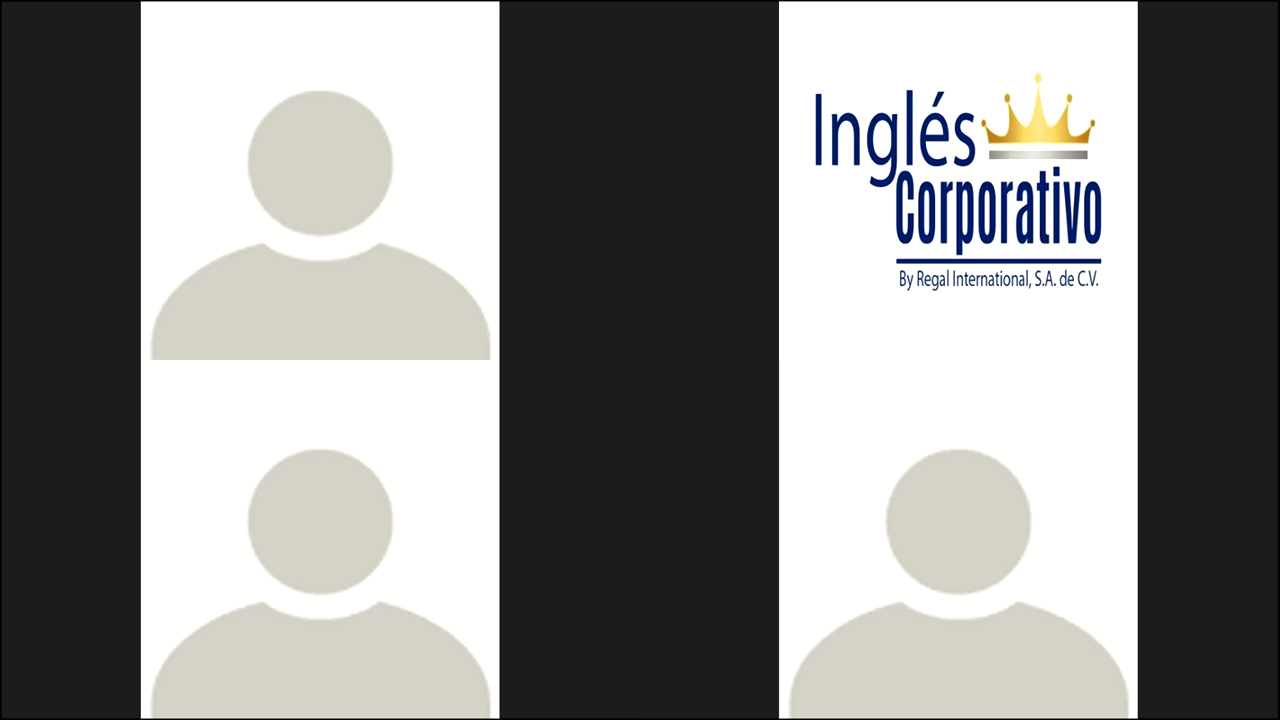 Inglés
Corporativo
By Regal International, S.A. de C.V.